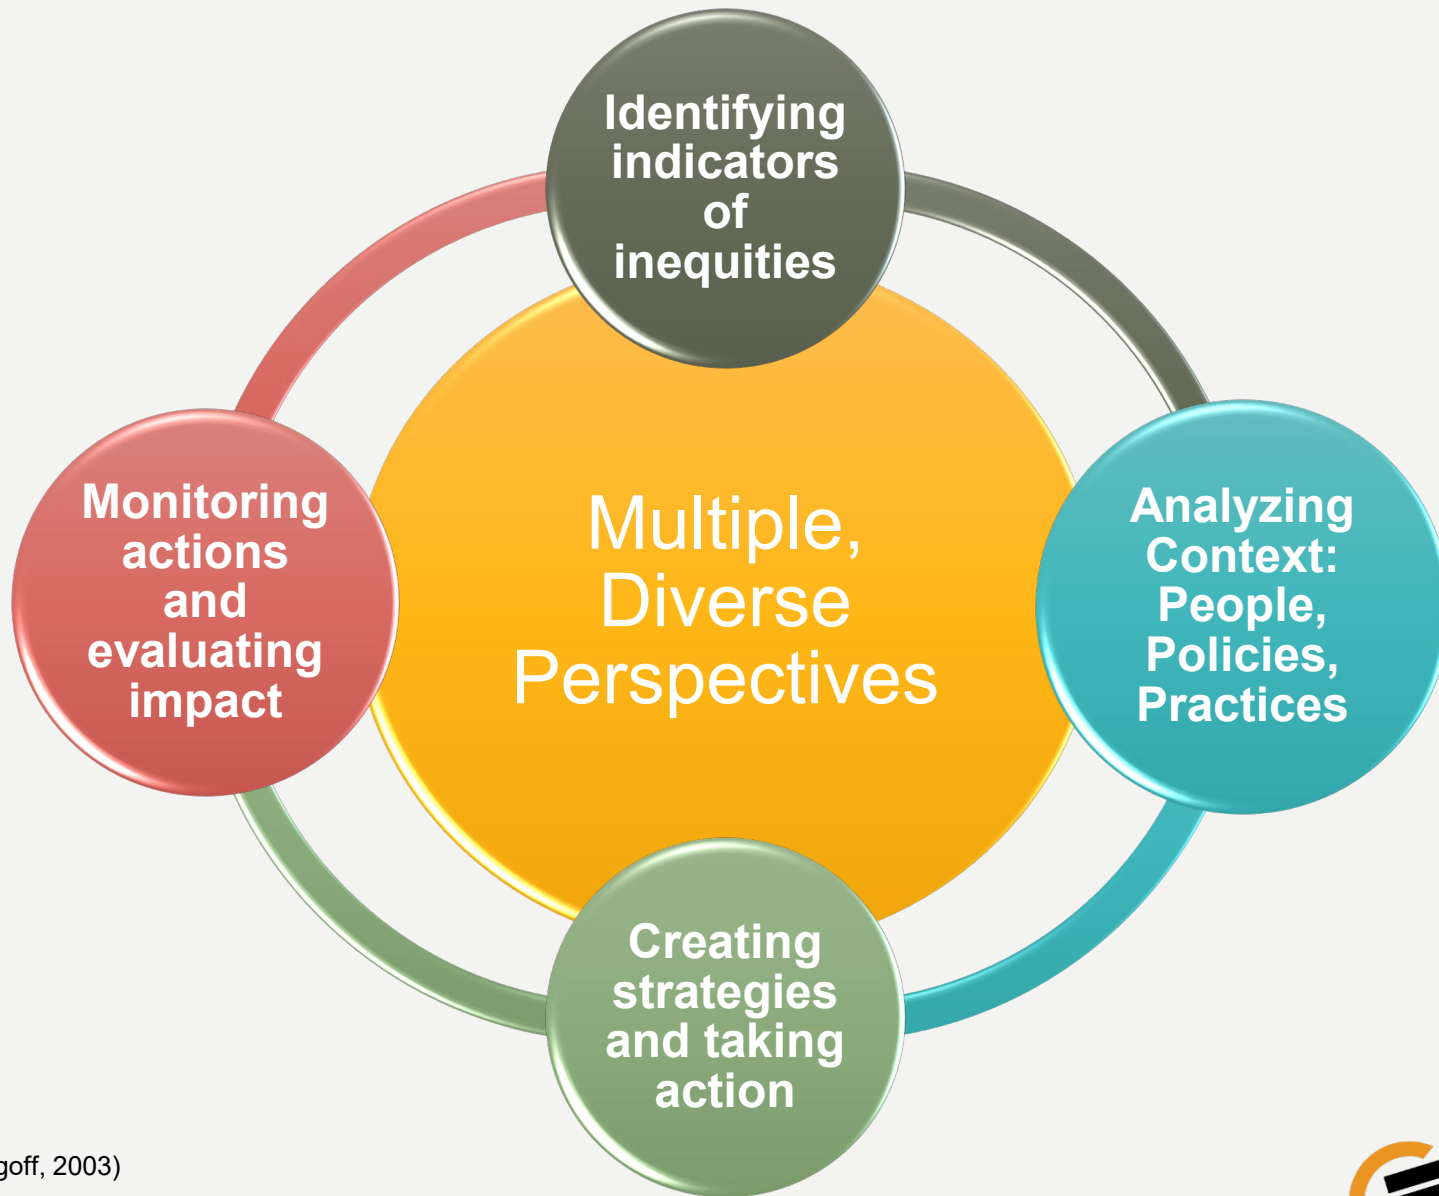 Identifying
indicators
of
inequities
Monitoring
actions
and
evaluating
impact
Multiple,
Diverse
Perspectives
Analyzing
Context:
People,
Policies,
Practices
Creating
strategies
and taking
action
goff, 2003)